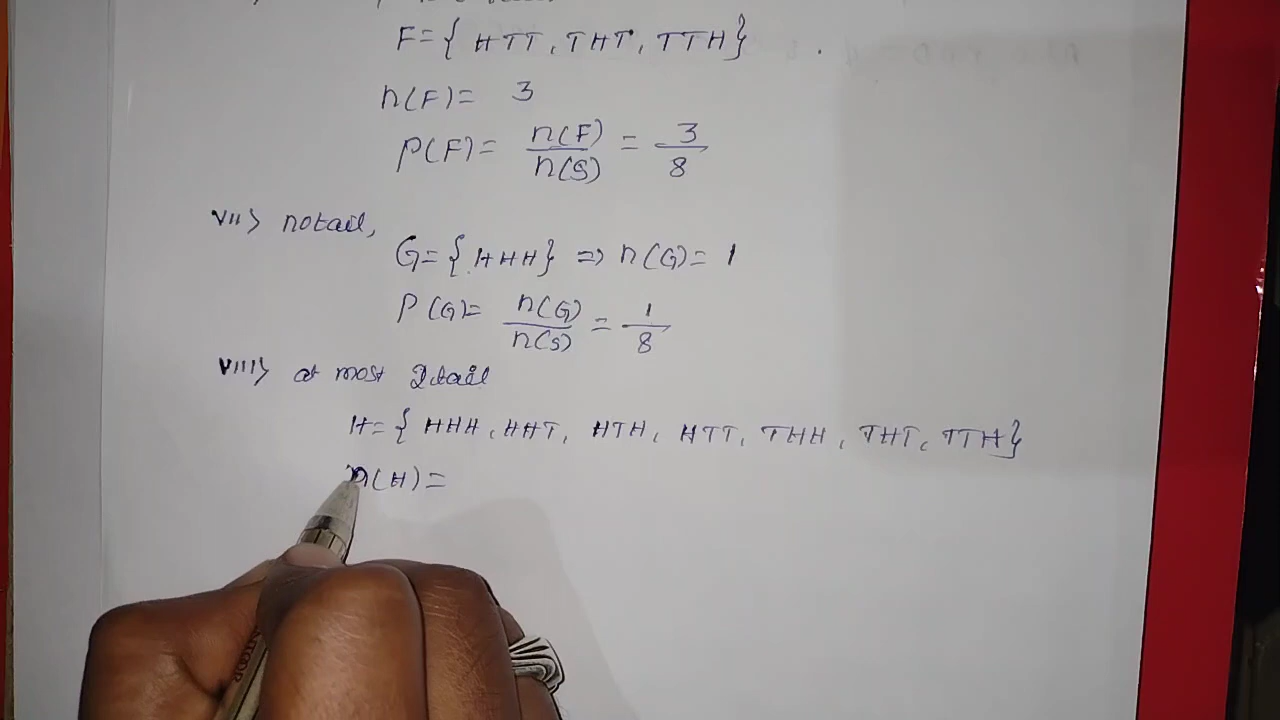 F={ HTT, THT, TTH}
n(F)= 3
P(F)= n(F)/n(S) = 3/8
vii> no tail,
G={ HHH} => n(G)= 1
P(G)= n(G)/n(S) = 1/8
viii> at most 2 tail
H={ HHH, HHT, HTH, HTT, THH, THT, TTH}
n(H)=